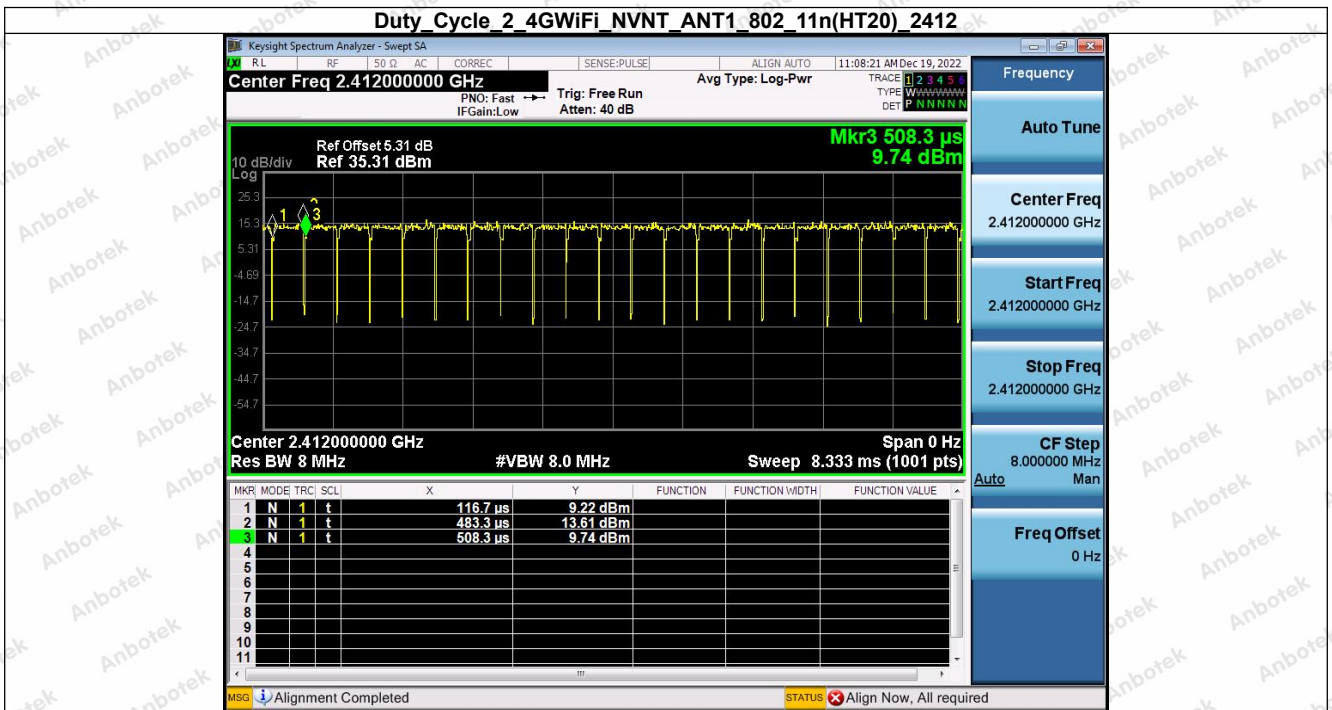 Duty_Cycle_2_4GWiFi_NVNT_ANT1_802_11n(HT20)_2412
Keysight Spectrum Analyzer - Swept SA
LXI RL RF 50 Ω AC CORREC SENSE:PULSE ALIGN AUTO 11:08:21 AM Dec 19, 2022
Center Freq 2.412000000 GHz
PNO: Fast
IFGain:Low
Trig: Free Run
Atten: 40 dB
Avg Type: Log-Pwr
TRACE 1 2 3 4 5 6
TYPE WWWWWW
DET P N N N N N
Mkr3 508.3 µs
9.74 dBm
Ref Offset 5.31 dB
10 dB/div Ref 35.31 dBm
Log
25.3
15.3
5.31
-4.69
-14.7
-24.7
-34.7
-44.7
-54.7
1 2 3
Center 2.412000000 GHz Span 0 Hz
Res BW 8 MHz #VBW 8.0 MHz Sweep 8.333 ms (1001 pts)
MKR MODE TRC SCL X Y FUNCTION FUNCTION WIDTH FUNCTION VALUE
1 N 1 t 116.7 µs 9.22 dBm
2 N 1 t 483.3 µs 13.61 dBm
3 N 1 t 508.3 µs 9.74 dBm
4
5
6
7
8
9
10
11
MSG Alignment Completed STATUS Align Now, All required
Frequency
Auto Tune
Center Freq
2.412000000 GHz
Start Freq
2.412000000 GHz
Stop Freq
2.412000000 GHz
CF Step
8.000000 MHz
Auto Man
Freq Offset
0 Hz
Anbotek